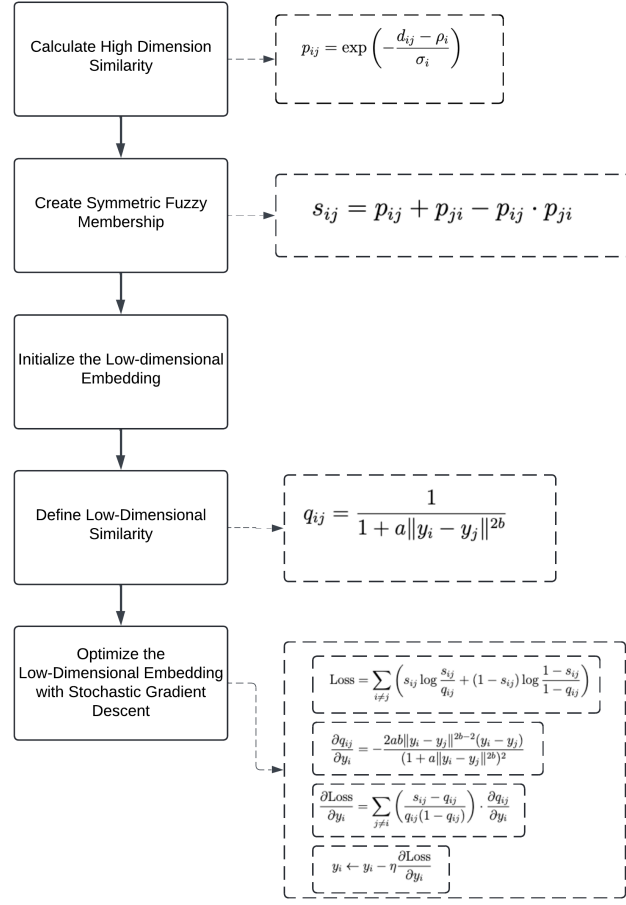 Calculate High Dimension
Similarity
p_{ij} = \exp\left(-\frac{d_{ij} - \rho_i}{\sigma_i}\right)
Create Symmetric Fuzzy
Membership
s_{ij} = p_{ij} + p_{ji} - p_{ij} \cdot p_{ji}
Initialize the Low-dimensional
Embedding
Define Low-Dimensional
Similarity
q_{ij} = \frac{1}{1 + a\|y_i - y_j\|^{2b}}
Optimize the
Low-Dimensional Embedding
with Stochastic Gradient
Descent
\text{Loss} = \sum_{i \neq j} \left( s_{ij} \log \frac{s_{ij}}{q_{ij}} + (1 - s_{ij}) \log \frac{1 - s_{ij}}{1 - q_{ij}} \right)
\frac{\partial q_{ij}}{\partial y_i} = -\frac{2ab\|y_i - y_j\|^{2b-2}(y_i - y_j)}{(1 + a\|y_i - y_j\|^{2b})^2}
\frac{\partial \text{Loss}}{\partial y_i} = \sum_{j \neq i} \left( \frac{s_{ij} - q_{ij}}{q_{ij}(1 - q_{ij})} \right) \cdot \frac{\partial q_{ij}}{\partial y_i}
y_i \leftarrow y_i - \eta \frac{\partial \text{Loss}}{\partial y_i}